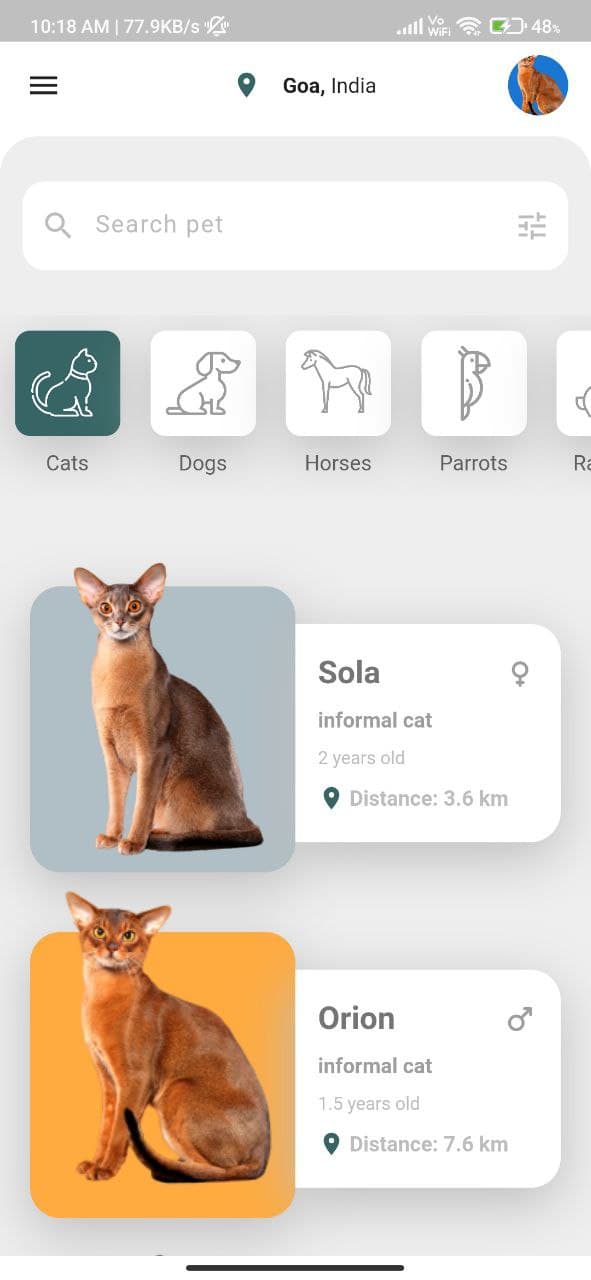 10:18 AM | 77.9KB/s Vo WiFi 48%
Goa, India
Search pet
Cats Dogs Horses Parrots Ra
Sola
informal cat
2 years old
Distance: 3.6 km
Orion
informal cat
1.5 years old
Distance: 7.6 km